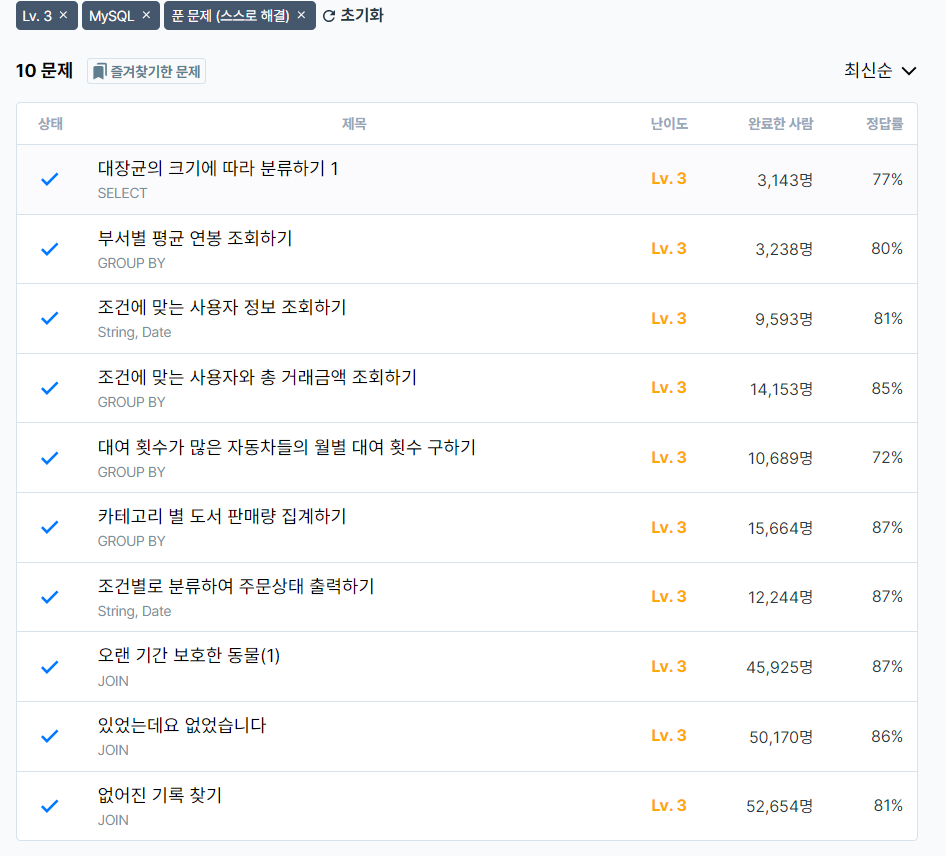 Lv. 3 × MySQL × 푼 문제 (스스로 해결) × 초기화
10 문제 즐겨찾기한 문제 최신순
상태 제목 난이도 완료한 사람 정답률
대장균의 크기에 따라 분류하기 1 Lv. 3 3,143명 77%
SELECT
부서별 평균 연봉 조회하기 Lv. 3 3,238명 80%
GROUP BY
조건에 맞는 사용자 정보 조회하기 Lv. 3 9,593명 81%
String, Date
조건에 맞는 사용자와 총 거래금액 조회하기 Lv. 3 14,153명 85%
GROUP BY
대여 횟수가 많은 자동차들의 월별 대여 횟수 구하기 Lv. 3 10,689명 72%
GROUP BY
카테고리 별 도서 판매량 집계하기 Lv. 3 15,664명 87%
GROUP BY
조건별로 분류하여 주문상태 출력하기 Lv. 3 12,244명 87%
String, Date
오랜 기간 보호한 동물(1) Lv. 3 45,925명 87%
JOIN
있었는데요 없었습니다 Lv. 3 50,170명 86%
JOIN
없어진 기록 찾기 Lv. 3 52,654명 81%
JOIN